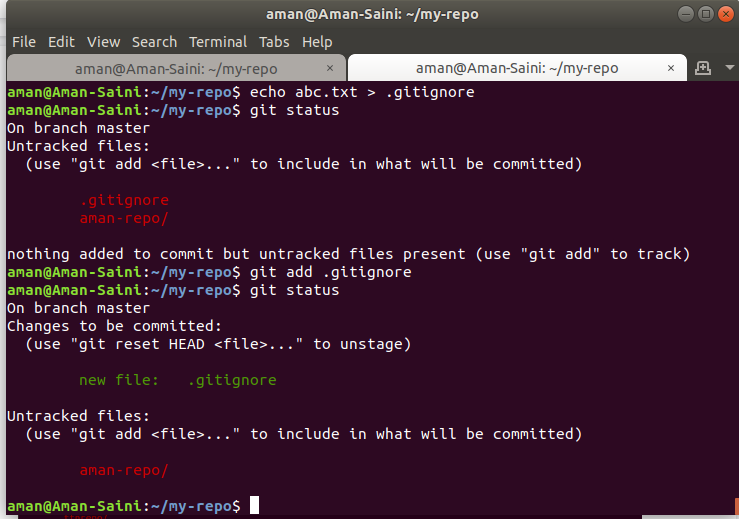 aman@Aman-Saini: ~/my-repo
File Edit View Search Terminal Tabs Help
aman@Aman-Saini: ~/my-repo × aman@Aman-Saini: ~/my-repo ×
aman@Aman-Saini:~/my-repo$ echo abc.txt > .gitignore
aman@Aman-Saini:~/my-repo$ git status
On branch master
Untracked files:
  (use "git add <file>..." to include in what will be committed)
        .gitignore
        aman-repo/
nothing added to commit but untracked files present (use "git add" to track)
aman@Aman-Saini:~/my-repo$ git add .gitignore
aman@Aman-Saini:~/my-repo$ git status
On branch master
Changes to be committed:
  (use "git reset HEAD <file>..." to unstage)
        new file:   .gitignore
Untracked files:
  (use "git add <file>..." to include in what will be committed)
        aman-repo/
aman@Aman-Saini:~/my-repo$